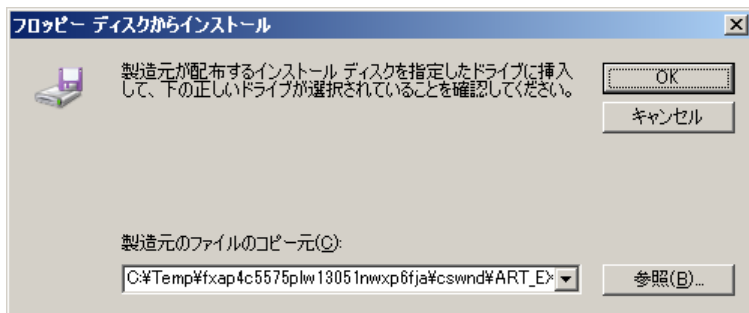 フロッピー ディスクからインストール
製造元が配布するインストール ディスクを指定したドライブに挿入
して、下の正しいドライブが選択されていることを確認してください。
OK
キャンセル
製造元のファイルのコピー元(C):
C:¥Temp¥fxap4c5575plw13051nwxp6fja¥cswnd¥ART_EX
参照(B)...